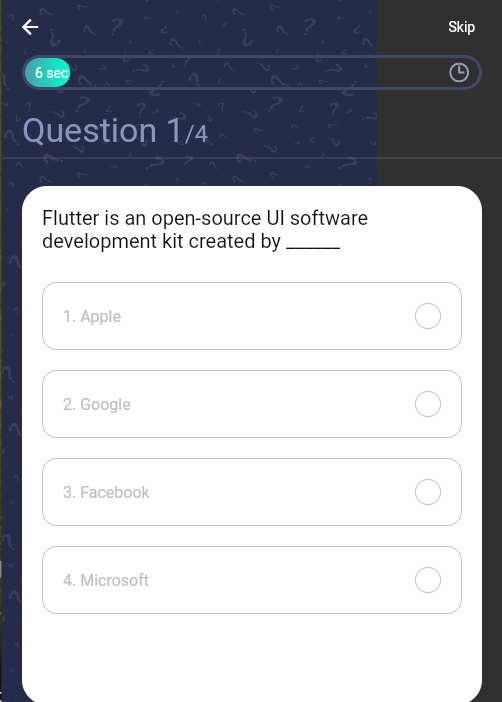 Skip
6 sec
Question 1/4
Flutter is an open-source UI software
development kit created by ______
1. Apple
2. Google
3. Facebook
4. Microsoft